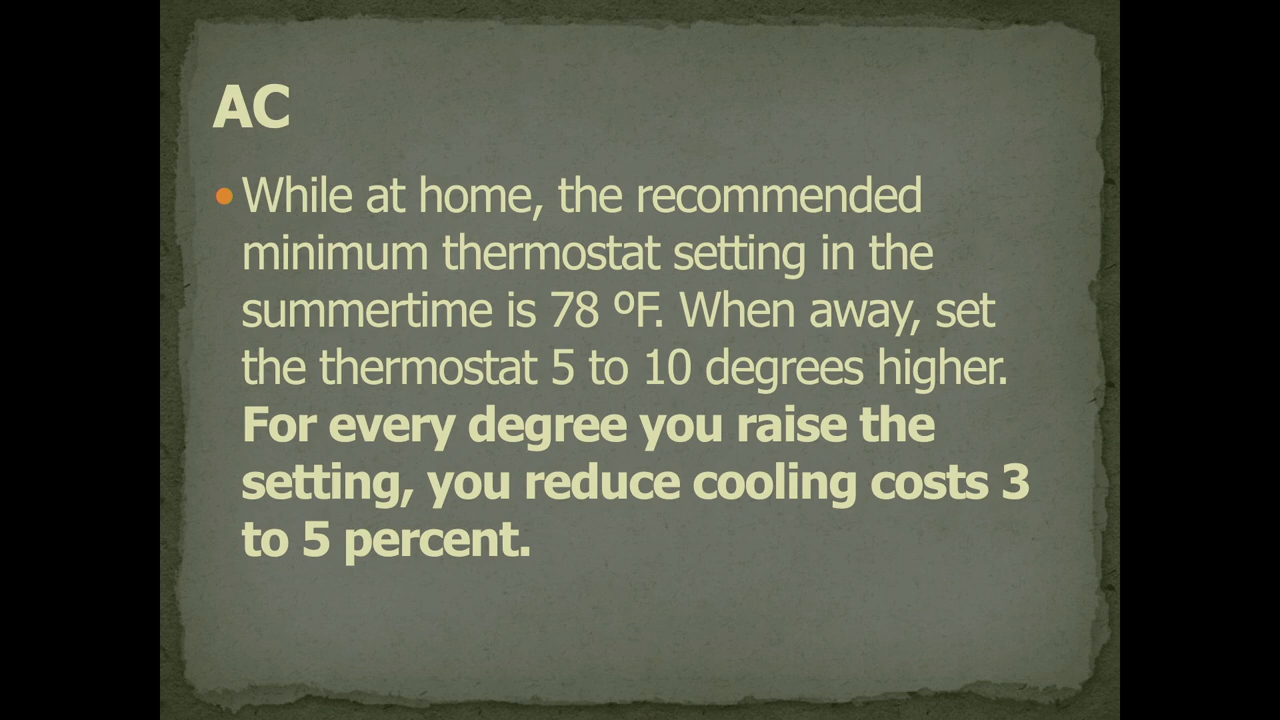 AC
• While at home, the recommended
minimum thermostat setting in the
summertime is 78 ºF. When away, set
the thermostat 5 to 10 degrees higher.
For every degree you raise the
setting, you reduce cooling costs 3
to 5 percent.